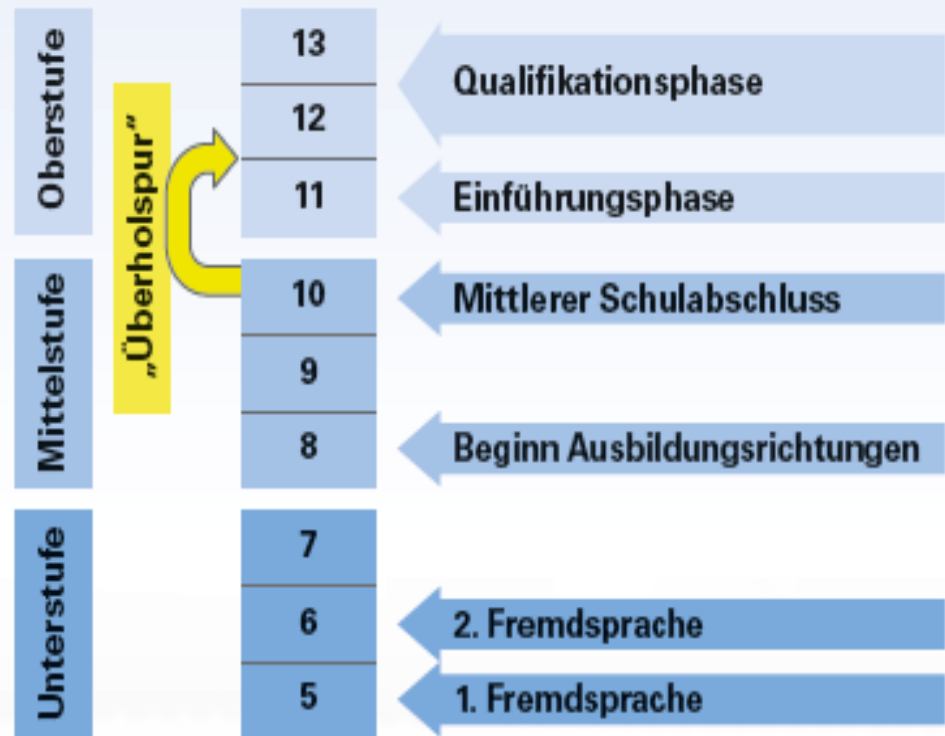 Oberstufe
„Überholspur“
13
Qualifikationsphase
12
11
Einführungsphase
Mittelstufe
10
Mittlerer Schulabschluss
9
8
Beginn Ausbildungsrichtungen
Unterstufe
7
6
2. Fremdsprache
5
1. Fremdsprache